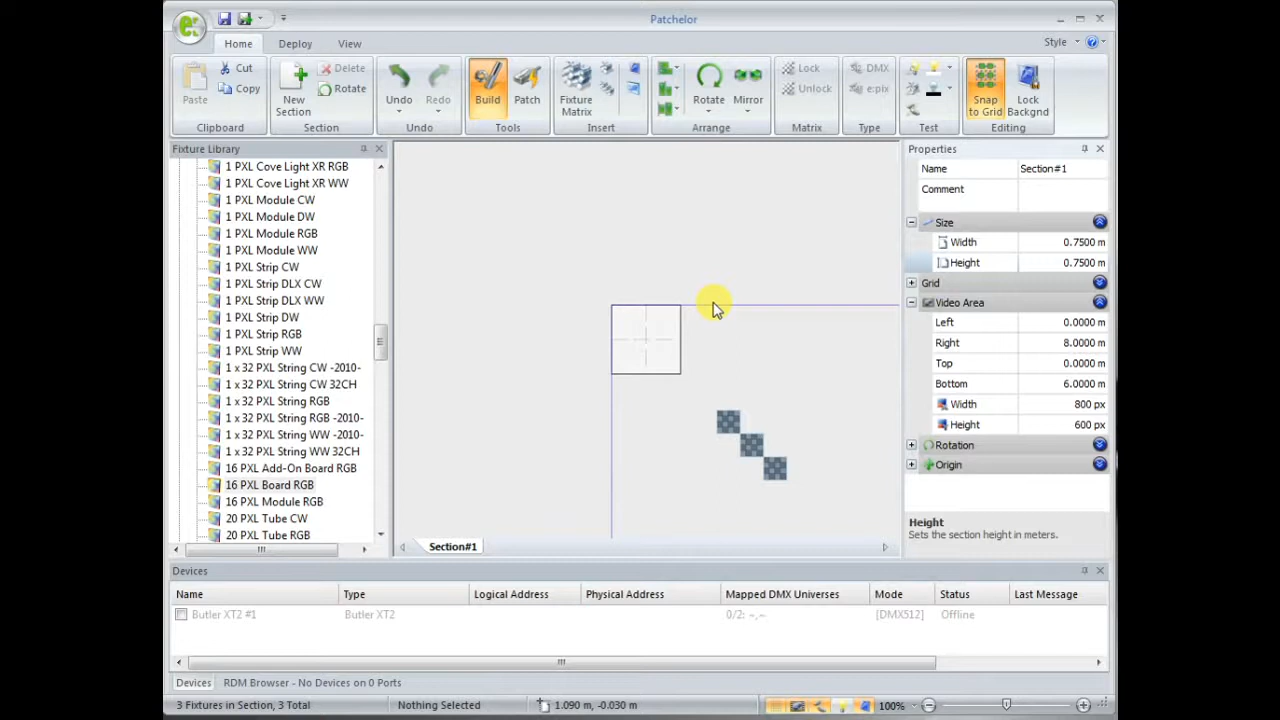 Patchelor
Home Deploy View Style
Paste Cut Copy Clipboard
New Section Delete Rotate Section
Undo Redo Undo
Build Patch Tools
Fixture Matrix Insert
Rotate Mirror Arrange
Lock Unlock Matrix
DMX e:pix Type
Test
Snap to Grid Lock Backgnd Editing
Fixture Library
1 PXL Cove Light XR RGB
1 PXL Cove Light XR WW
1 PXL Module CW
1 PXL Module DW
1 PXL Module RGB
1 PXL Module WW
1 PXL Strip CW
1 PXL Strip DLX CW
1 PXL Strip DLX WW
1 PXL Strip DW
1 PXL Strip RGB
1 PXL Strip WW
1 x 32 PXL String CW -2010-
1 x 32 PXL String CW 32CH
1 x 32 PXL String RGB
1 x 32 PXL String RGB -2010-
1 x 32 PXL String WW -2010-
1 x 32 PXL String WW 32CH
16 PXL Add-On Board RGB
16 PXL Board RGB
16 PXL Module RGB
20 PXL Tube CW
20 PXL Tube RGB
Section#1
Properties
Name Section#1
Comment
Size
Width 0.7500 m
Height 0.7500 m
Grid
Video Area
Left 0.0000 m
Right 8.0000 m
Top 0.0000 m
Bottom 6.0000 m
Width 800 px
Height 600 px
Rotation
Origin
Height
Sets the section height in meters.
Devices
Name Type Logical Address Physical Address Mapped DMX Universes Mode Status Last Message
Butler XT2 #1 Butler XT2 0/2: ~,~ [DMX512] Offline
Devices RDM Browser - No Devices on 0 Ports
3 Fixtures in Section, 3 Total Nothing Selected 1.090 m, -0.030 m 100%